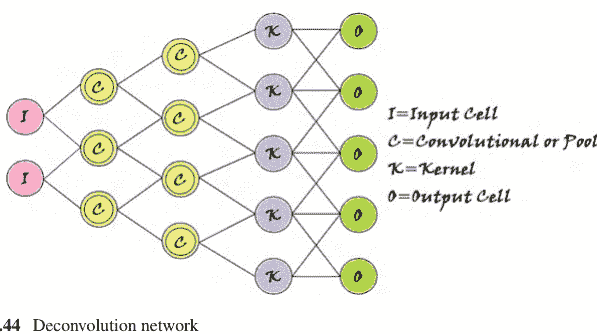 I
I
C
C
C
C
C
C
C
K
K
K
K
K
O
O
O
O
O
I=Input Cell
C=Convolutional or Pool
K=Kernel
O=Output Cell
.44 Deconvolution network